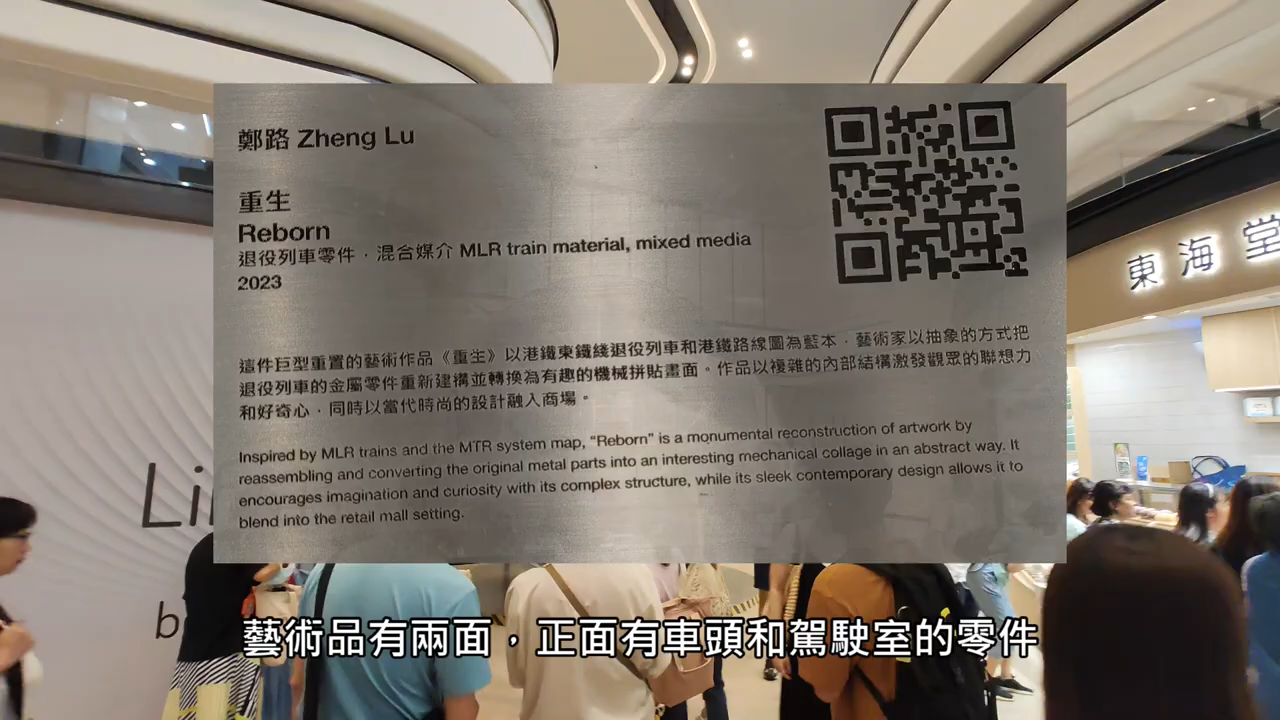 鄭路 Zheng Lu
重生
Reborn
退役列車零件，混合媒介 MLR train material, mixed media
2023
這件巨型重置的藝術作品《重生》以港鐵東鐵綫退役列車和港鐵路線圖為藍本，藝術家以抽象的方式把
退役列車的金屬零件重新建構並轉換為有趣的機械拼貼畫面。作品以複雜的內部結構激發觀眾的聯想力
和好奇心，同時以當代時尚的設計融入商場。
Inspired by MLR trains and the MTR system map, “Reborn” is a monumental reconstruction of artwork by
reassembling and converting the original metal parts into an interesting mechanical collage in an abstract way. It
encourages imagination and curiosity with its complex structure, while its sleek contemporary design allows it to
blend into the retail mall setting.
東海堂
Li
b
藝術品有兩面，正面有車頭和駕駛室的零件